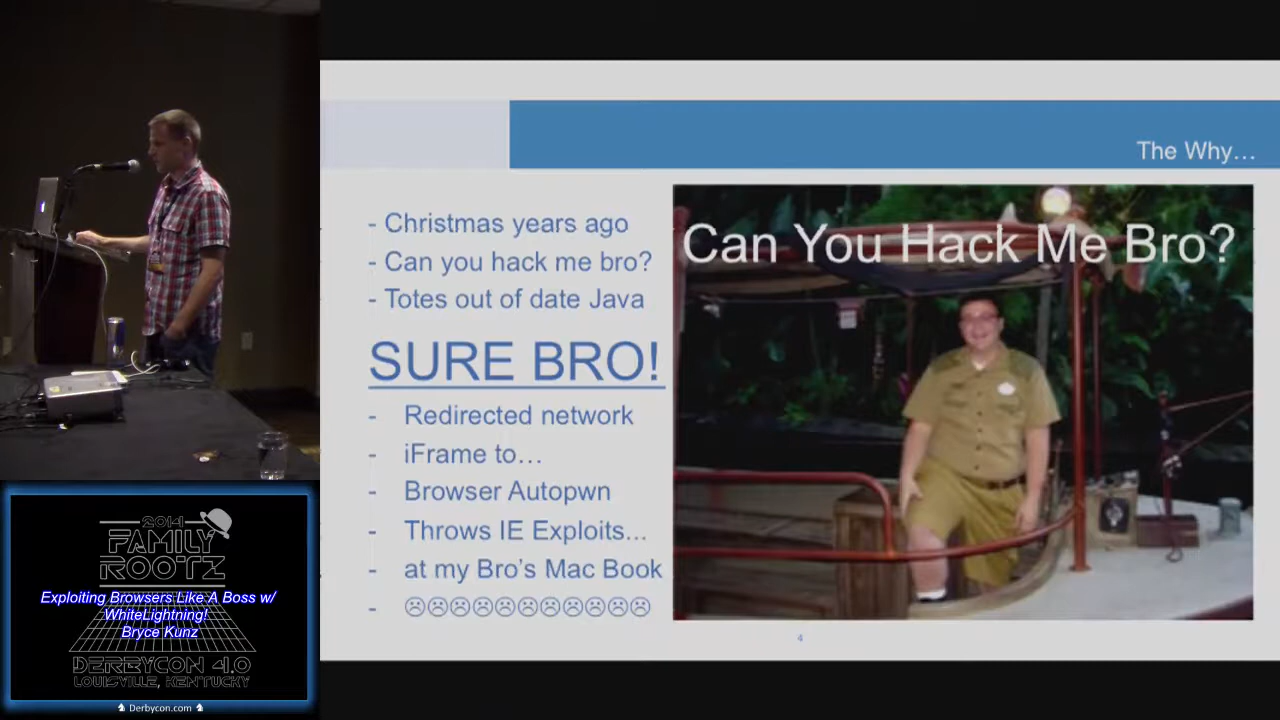 The Why…
- Christmas years ago
- Can you hack me bro?
- Totes out of date Java
SURE BRO!
- Redirected network
- iFrame to…
- Browser Autopwn
- Throws IE Exploits...
- at my Bro's Mac Book
- ☹☹☹☹☹☹☹☹☹☹☹
Can You Hack Me Bro?
4
2014
FAMILY
ROOTZ
Exploiting Browsers Like A Boss w/
WhiteLightning!
Bryce Kunz
DERBYCON 4.0
LOUISVILLE, KENTUCKY
Derbycon.com